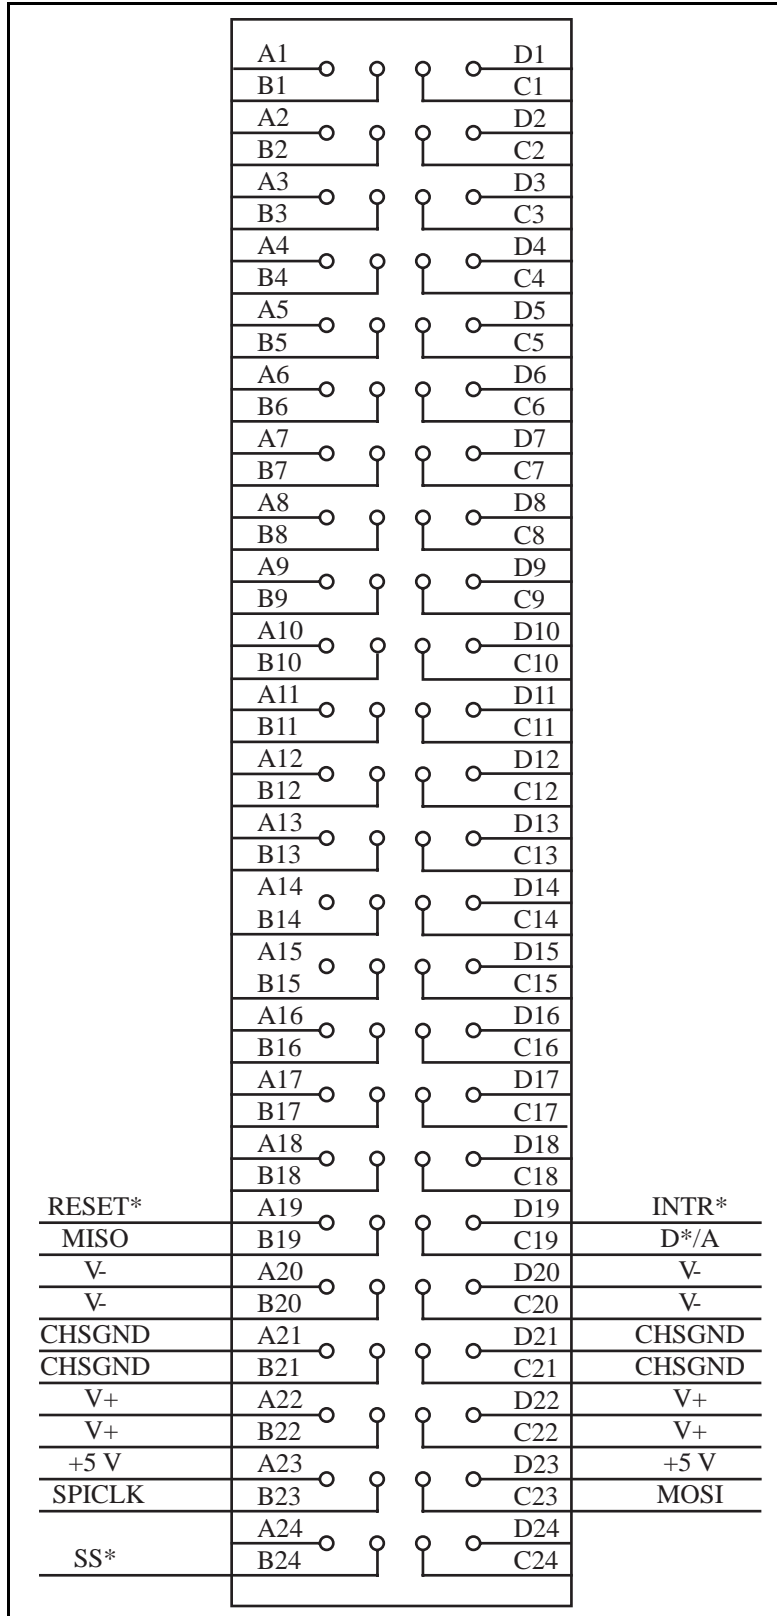 A1 D1
B1 C1
A2 D2
B2 C2
A3 D3
B3 C3
A4 D4
B4 C4
A5 D5
B5 C5
A6 D6
B6 C6
A7 D7
B7 C7
A8 D8
B8 C8
A9 D9
B9 C9
A10 D10
B10 C10
A11 D11
B11 C11
A12 D12
B12 C12
A13 D13
B13 C13
A14 D14
B14 C14
A15 D15
B15 C15
A16 D16
B16 C16
A17 D17
B17 C17
A18 D18
B18 C18
RESET* A19 D19 INTR*
MISO B19 C19 D*/A
V- A20 D20 V-
V- B20 C20 V-
CHSGND A21 D21 CHSGND
CHSGND B21 C21 CHSGND
V+ A22 D22 V+
V+ B22 C22 V+
+5 V A23 D23 +5 V
SPICLK B23 C23 MOSI
A24 D24
SS* B24 C24